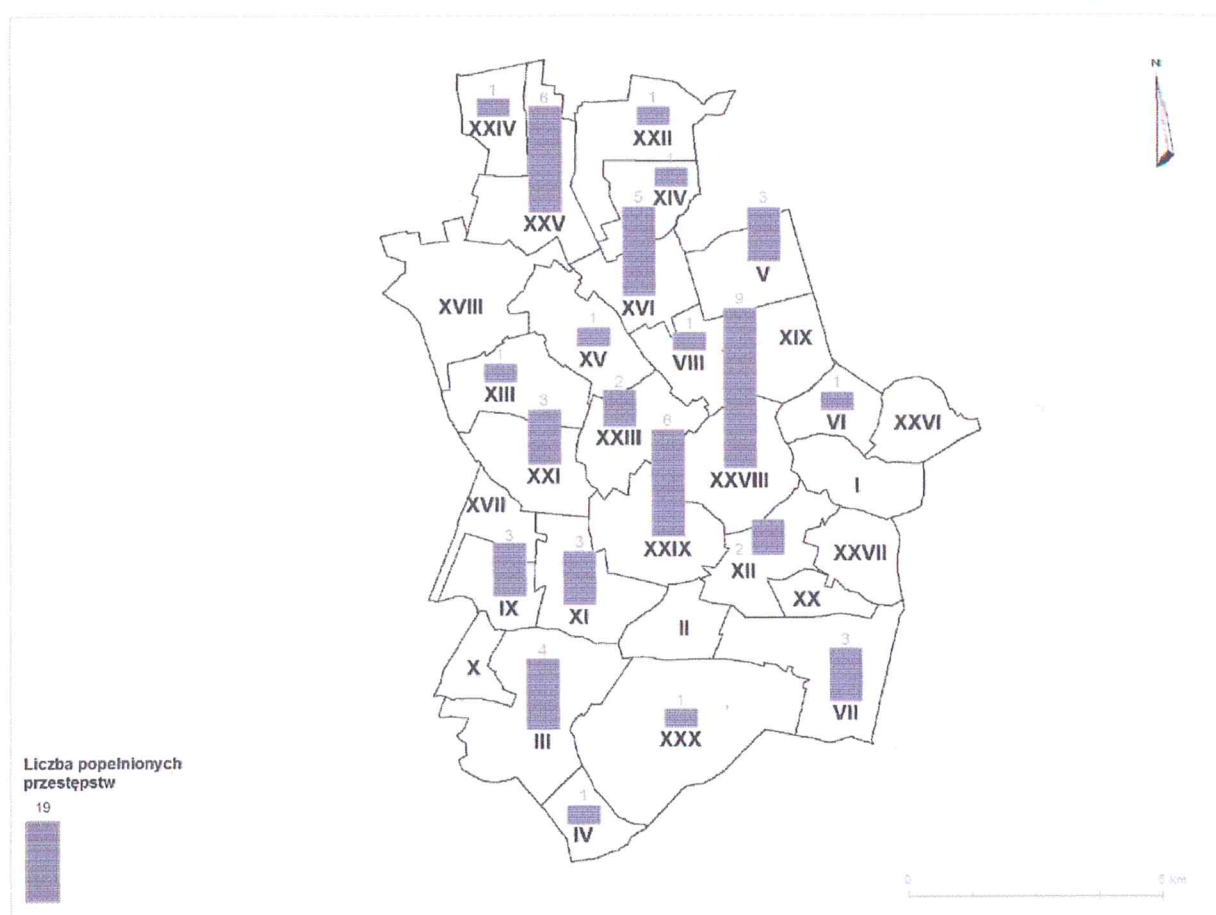 N
1
XXIV
6
XXV
1
XXII
1
XIV
5
XVI
3
V
XVIII
1
XV
1
VIII
9
XXVIII
XIX
1
XIII
2
XXIII
1
VI
XXVI
3
XXI
6
XXIX
I
XVII
3
IX
3
XI
2
XII
XXVII
XX
II
X
4
III
3
VII
1
XXX
1
IV
Liczba popełnionych
przestępstw
19
0
5 km